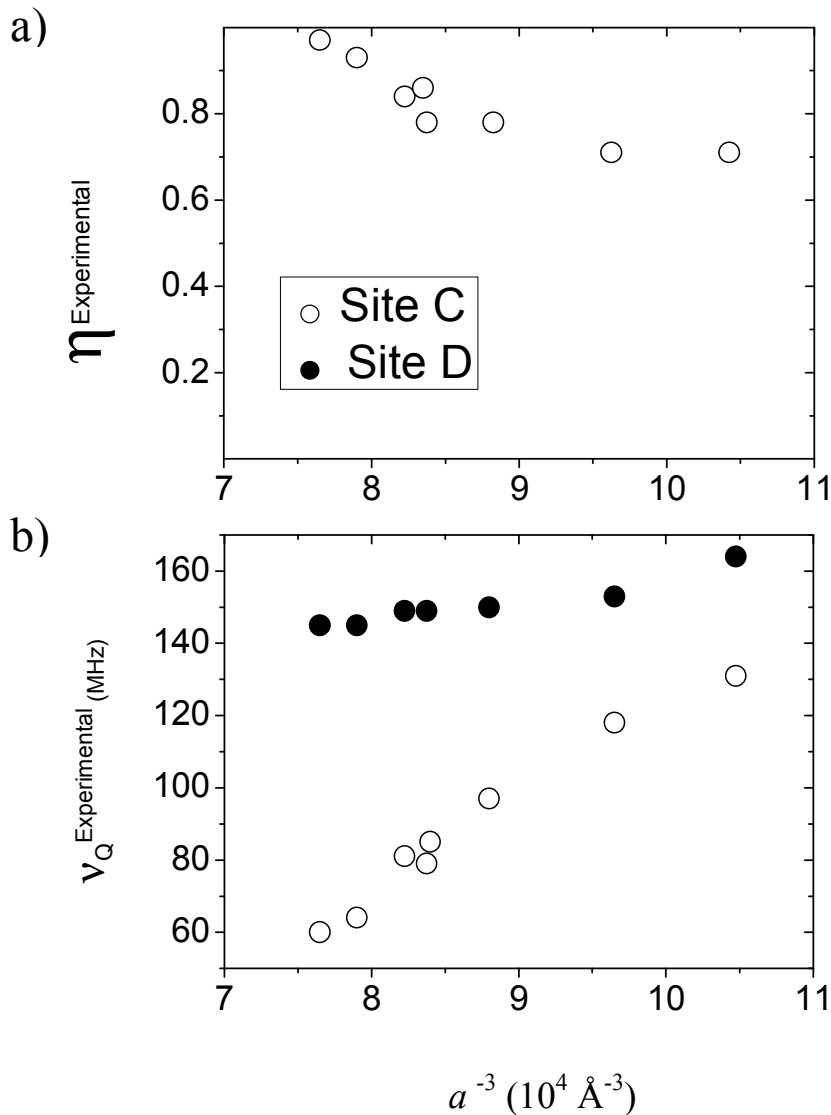 a)
0.8
0.6
0.4
0.2
η Experimental
Site C
Site D
7 8 9 10 11
b)
160
140
120
100
80
60
νQ Experimental (MHz)
7 8 9 10 11
a -3 (10^4 Å^-3)